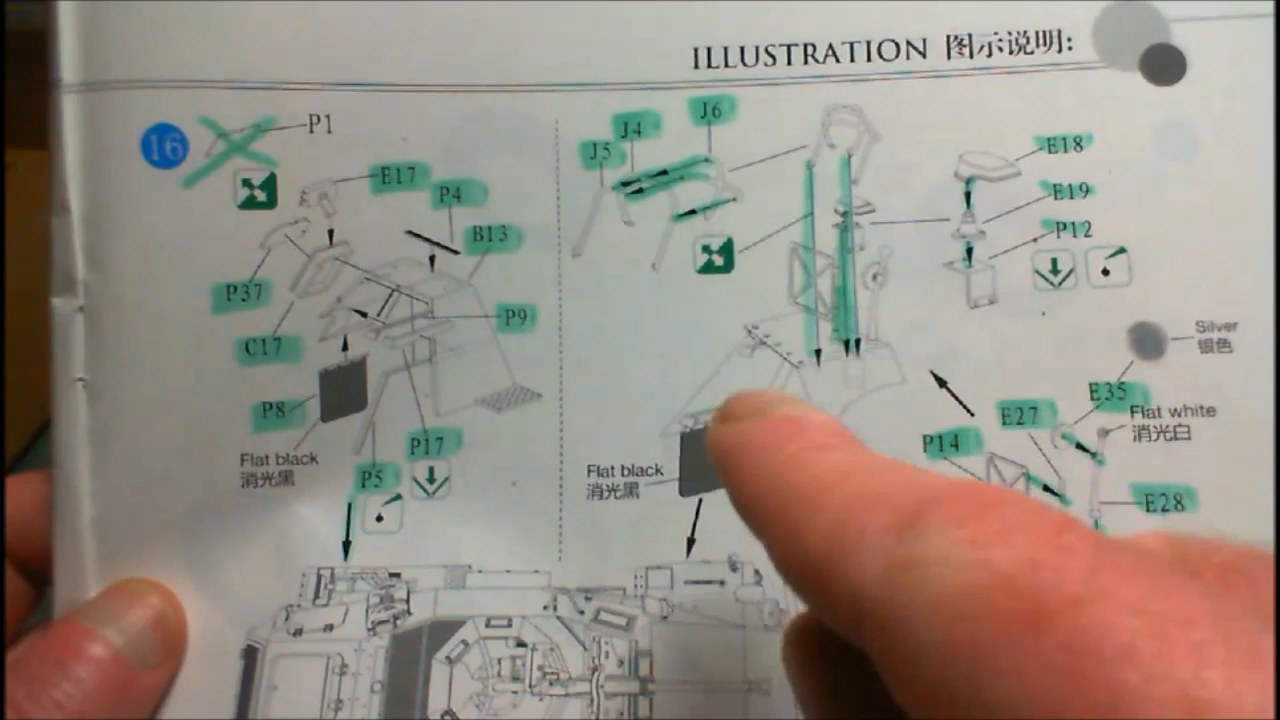 ILLUSTRATION 图示说明:
16
P1
E17
P4
B13
P37
P9
C17
P8
Flat black
消光黑
P17
P5
J6
J4
J5
E18
E19
P12
Silver
银色
E35
E27
Flat white
消光白
P14
E28
Flat black
消光黑